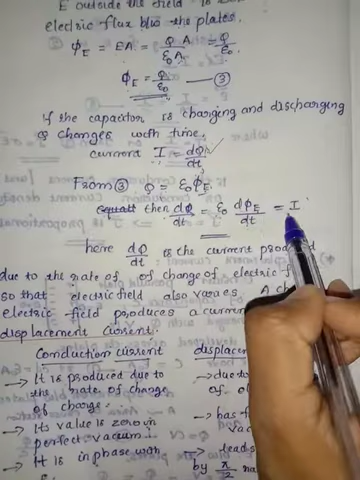 E outside the field is
electric flux b/w the plates.
ϕE = EA = Q A / ε0 A = Q / ε0
ϕE = Q / ε0 — ③
If the capacitor is charging and discharging
Q changes with time.
current I = dQ / dt
From ③ Q = ε0 ϕE
then dQ / dt = ε0 dϕE / dt = I
here dQ / dt is the current produced
due to the rate of of change of electric f
so that electric field also varies A ch
electric field produces a curren
displacement current.
Conduction current displacem
→ It is produced due to → due
the rate of change of
of charge.
→ Its value is zero in → has
perfect vacuum. vac
→ It is in phase with → lead
by π/2